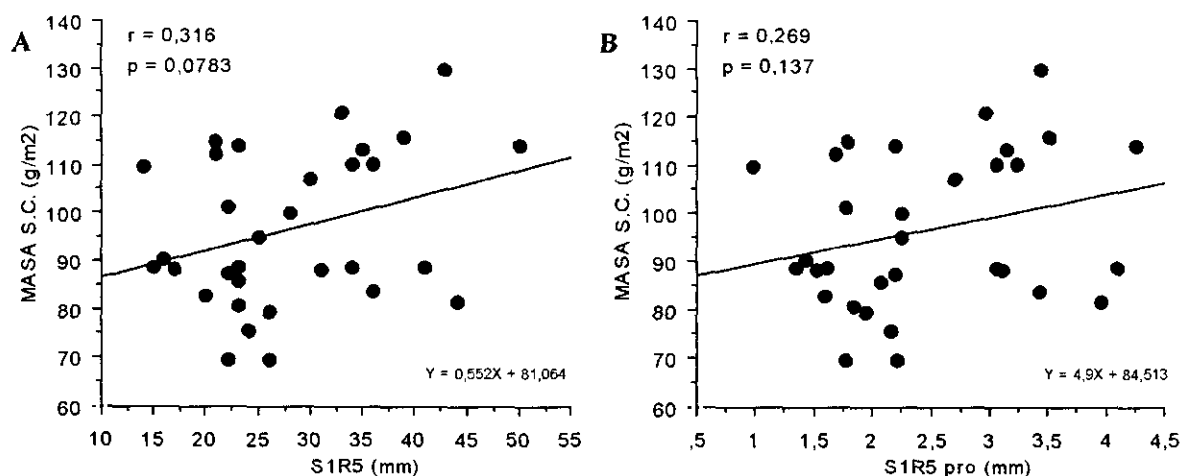 A
r = 0,316
p = 0,0783
MASA S.C. (g/m2)
140
130
120
110
100
90
80
70
60
Y = 0,552X + 81,064
10 15 20 25 30 35 40 45 50 55
S1R5 (mm)
B
r = 0,269
p = 0,137
MASA S.C. (g/m2)
140
130
120
110
100
90
80
70
60
Y = 4,9X + 84,513
,5 1 1,5 2 2,5 3 3,5 4 4,5
S1R5 pro (mm)